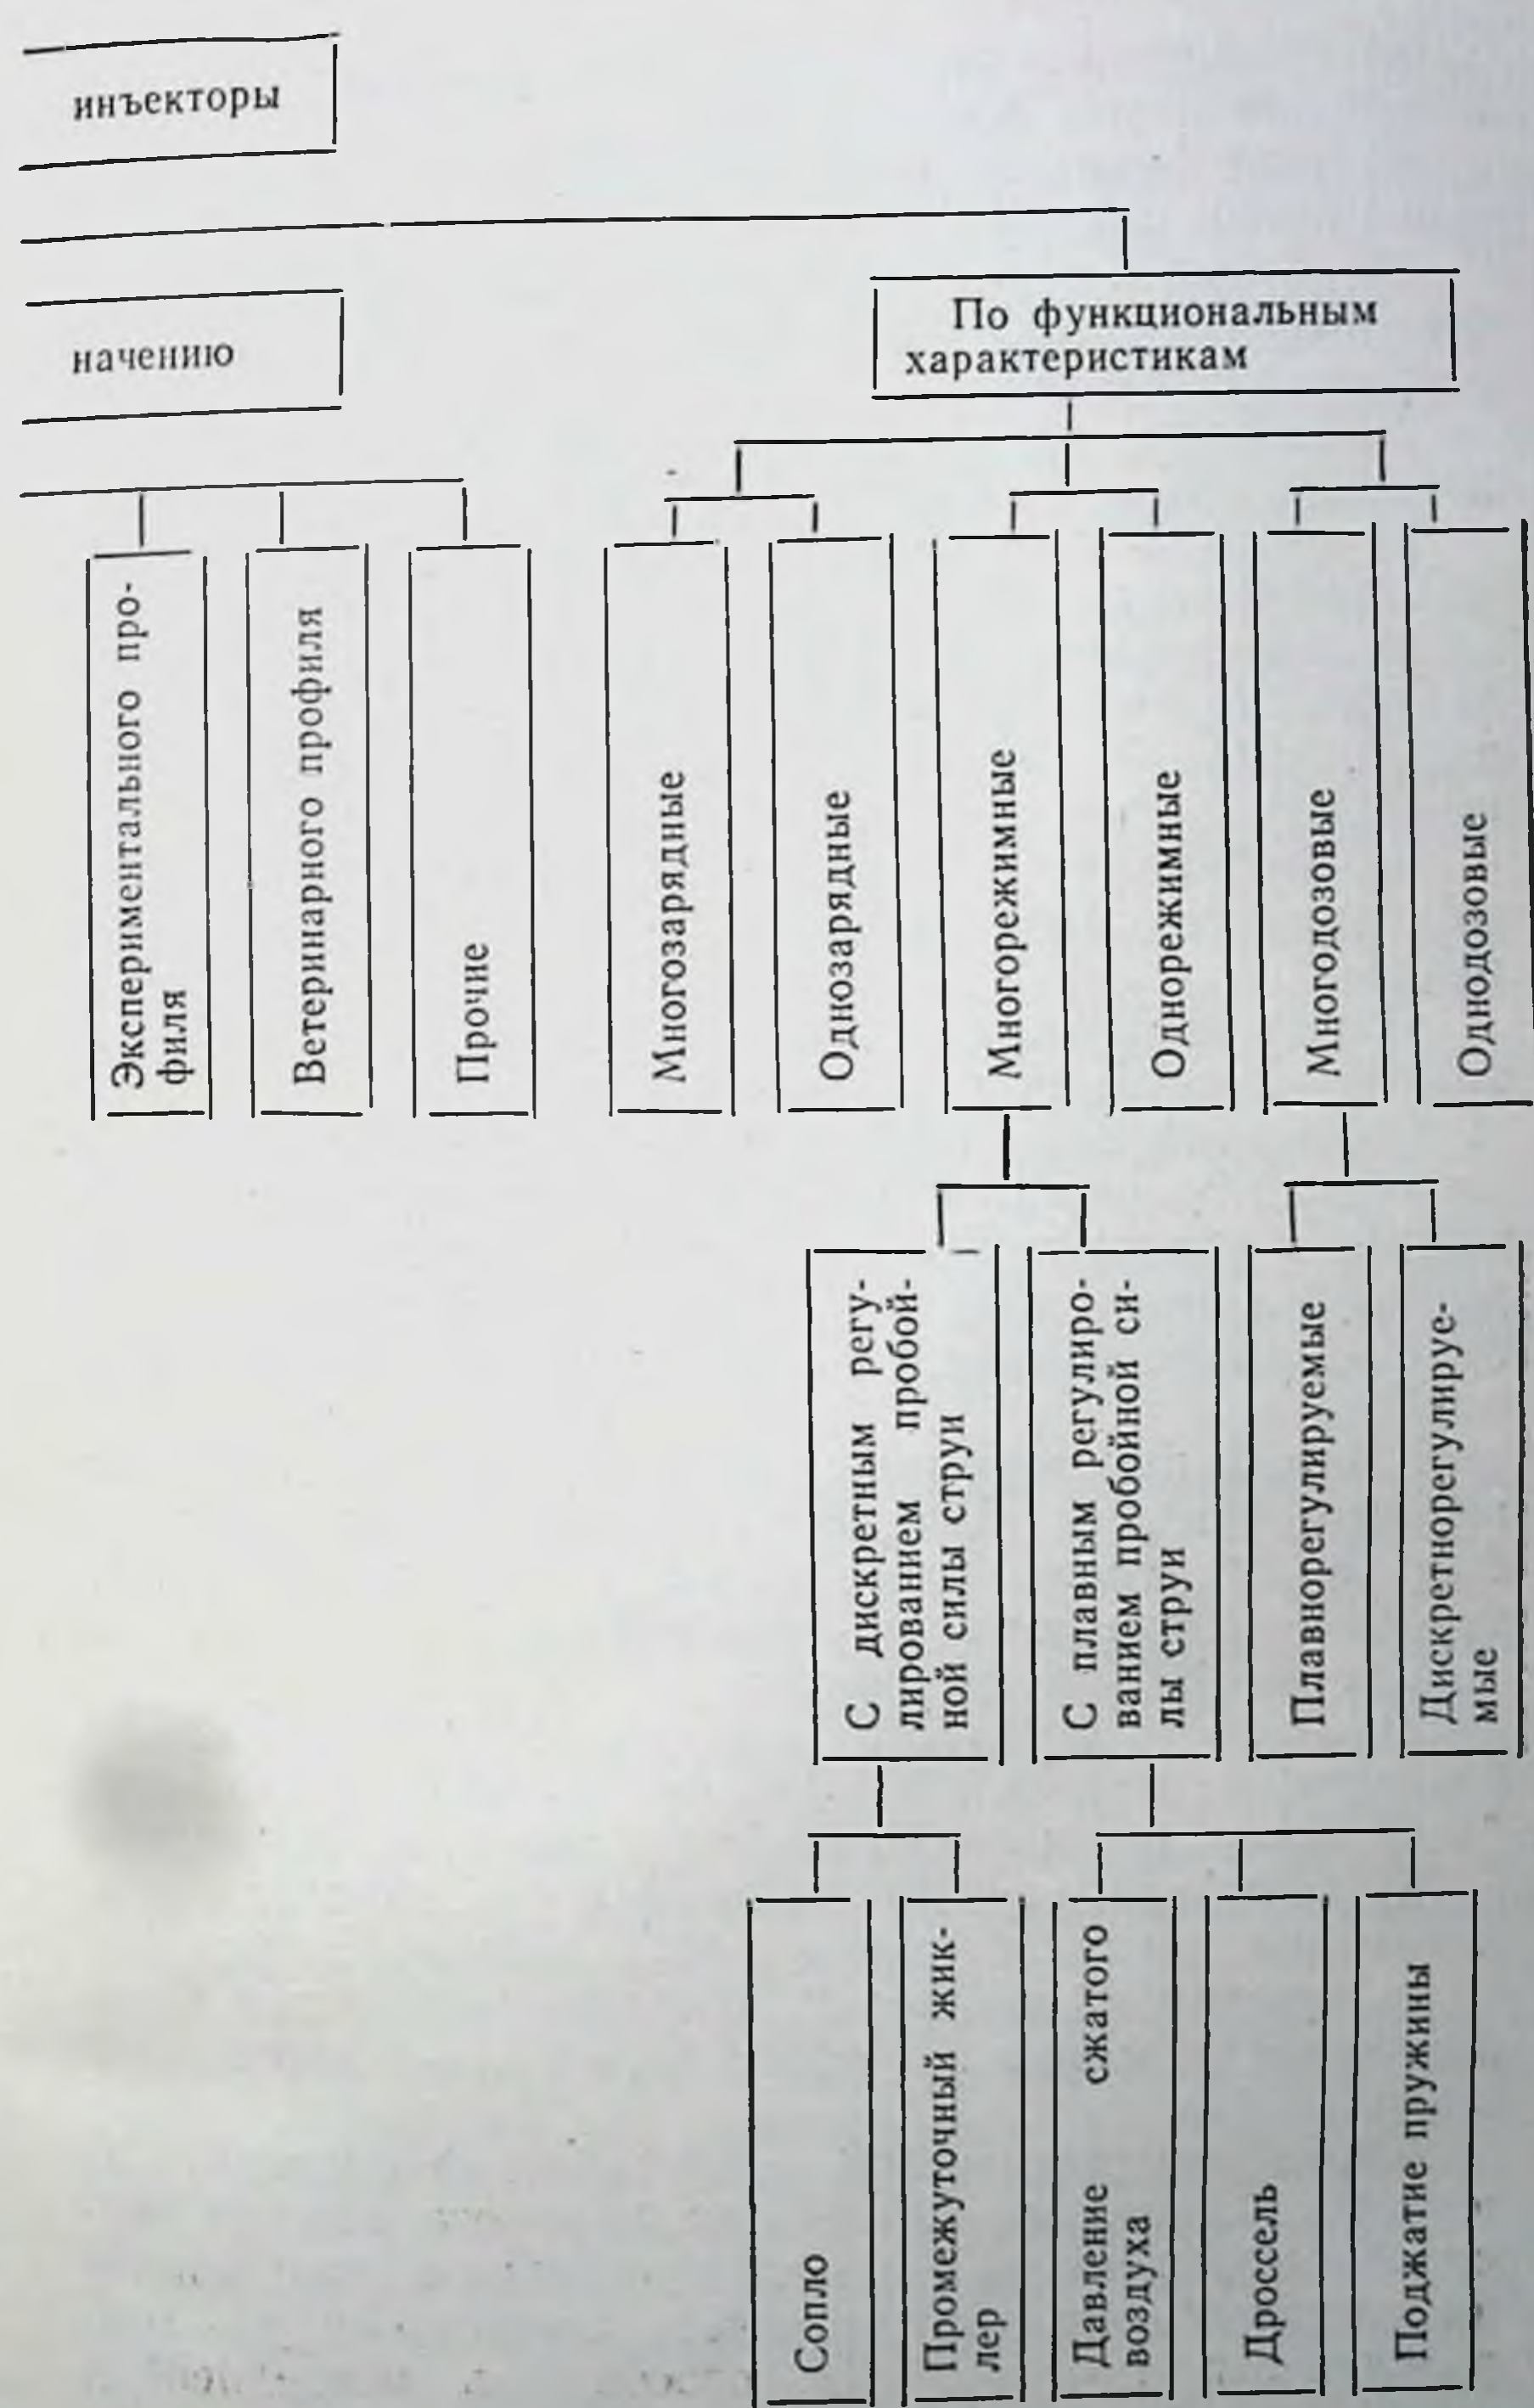 инъекторы
начению
По функциональным
характеристикам
Экспериментального про-
филя
Ветеринарного профиля
Прочие
Многозарядные
Однозарядные
Многорежимные
Однорежимные
Многодозовые
Однодозовые
С дискретным регу-
лированием пробой-
ной силы струи
С плавным регулиро-
ванием пробойной си-
лы струи
Плавнорегулируемые
Дискретнорегулируе-
мые
Сопло
Промежуточный жик-
лер
Давление сжатого
воздуха
Дроссель
Поджатие пружины